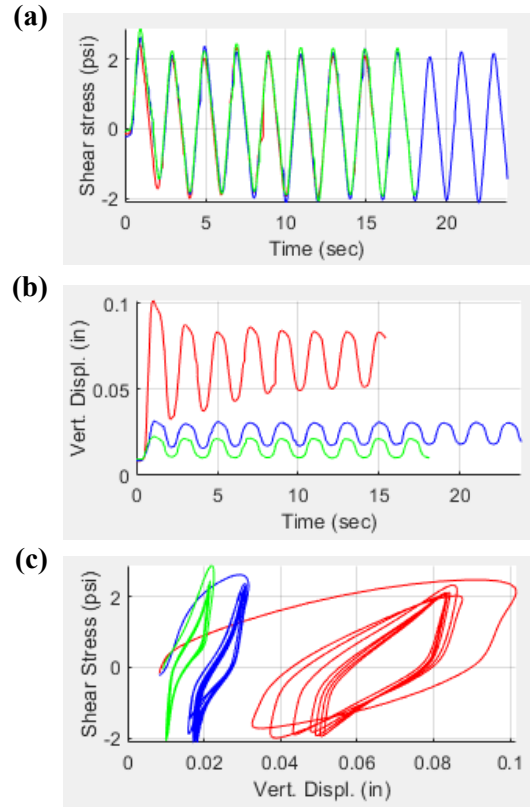 (a)
Shear stress (psi)
2
0
-2
0 5 10 15 20
Time (sec)
(b)
Vert. Displ. (in)
0.1
0.05
0
0 5 10 15 20
Time (sec)
(c)
Shear Stress (psi)
2
0
-2
0 0.02 0.04 0.06 0.08 0.1
Vert. Displ. (in)